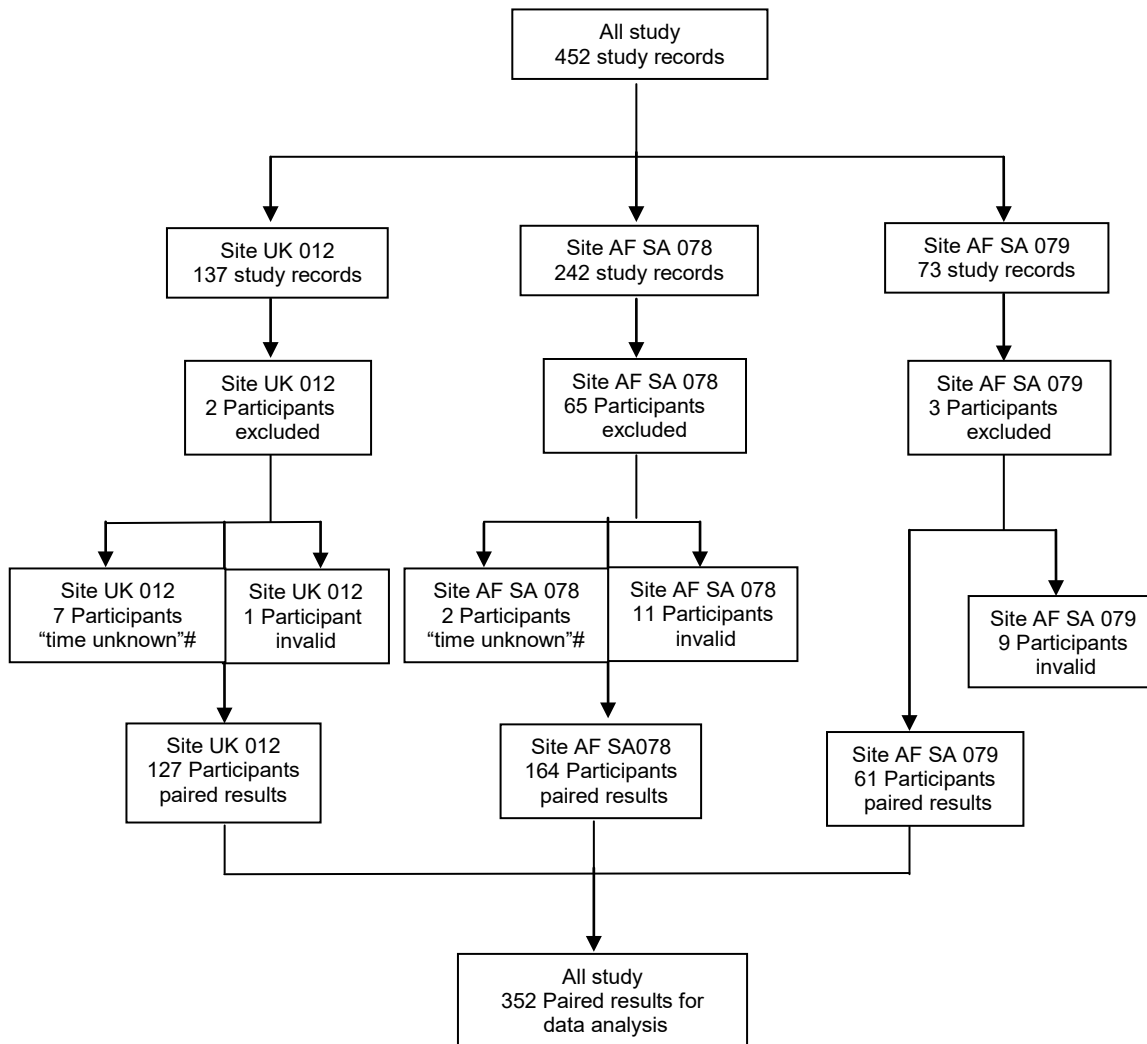 All study
452 study records
Site UK 012
137 study records
Site AF SA 078
242 study records
Site AF SA 079
73 study records
Site UK 012
2 Participants
excluded
Site AF SA 078
65 Participants
excluded
Site AF SA 079
3 Participants
excluded
Site UK 012
7 Participants
“time unknown”#
Site UK 012
1 Participant
invalid
Site AF SA 078
2 Participants
“time unknown”#
Site AF SA 078
11 Participants
invalid
Site AF SA 079
9 Participants
invalid
Site UK 012
127 Participants
paired results
Site AF SA078
164 Participants
paired results
Site AF SA 079
61 Participants
paired results
All study
352 Paired results for
data analysis